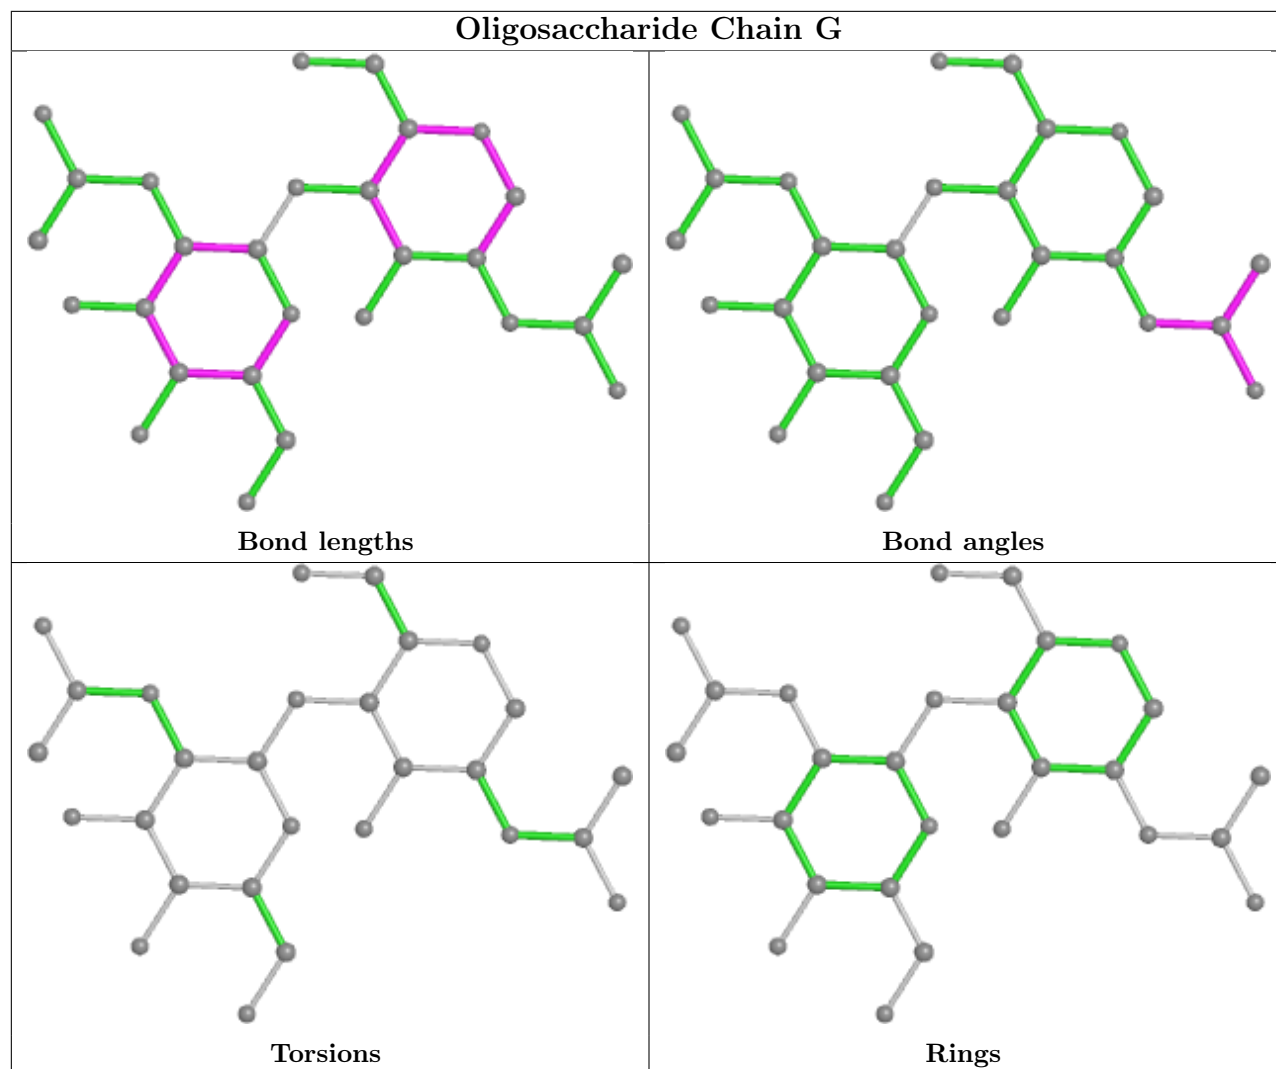 Oligosaccharide Chain G
Bond lengths
Bond angles
Torsions
Rings